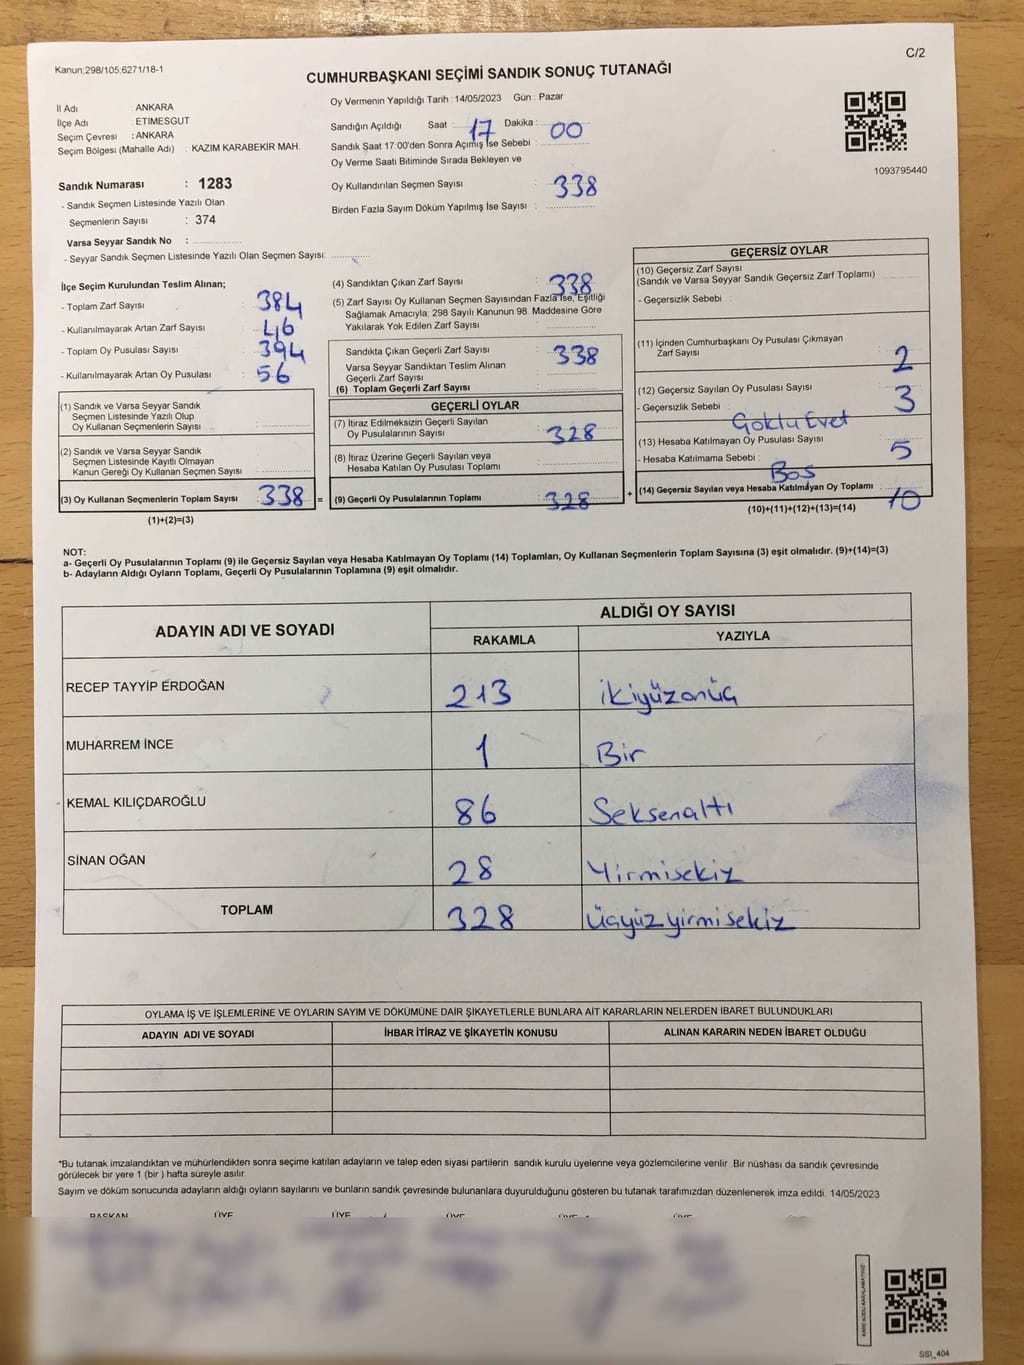 C/2
Kanun:298/105;6271/18-1
CUMHURBAŞKANI SEÇİMİ SANDIK SONUÇ TUTANAĞI
İl Adı : ANKARA
İlçe Adı : ETİMESGUT
Seçim Çevresi : ANKARA
Seçim Bölgesi (Mahalle Adı) : KAZIM KARABEKİR MAH.
Sandık Numarası : 1283
- Sandık Seçmen Listesinde Yazılı Olan
Seçmenlerin Sayısı : 374
Varsa Seyyar Sandık No :
- Seyyar Sandık Seçmen Listesinde Yazılı Olan Seçmen Sayısı:
Oy Vermenin Yapıldığı Tarih : 14/05/2023 Gün : Pazar
Sandığın Açıldığı Saat : 17 Dakika : 00
Sandık Saat 17:00'den Sonra Açımış İse Sebebi :
Oy Verme Saati Bitiminde Sırada Bekleyen ve
Oy Kullandırılan Seçmen Sayısı : 338
Birden Fazla Sayım Döküm Yapılmış İse Sayısı :
1093795440
İlçe Seçim Kurulundan Teslim Alınan;
- Toplam Zarf Sayısı : 384
- Kullanılmayarak Artan Zarf Sayısı : 46
- Toplam Oy Pusulası Sayısı : 394
- Kullanılmayarak Artan Oy Pusulası : 56
(1) Sandık ve Varsa Seyyar Sandık
Seçmen Listesinde Yazılı Olup
Oy Kullanan Seçmenlerin Sayısı :
(2) Sandık ve Varsa Seyyar Sandık
Seçmen Listesinde Kayıtlı Olmayan
Kanun Gereği Oy Kullanan Seçmen Sayısı :
(3) Oy Kullanan Seçmenlerin Toplam Sayısı : 338 =
(1)+(2)=(3)
(4) Sandıktan Çıkan Zarf Sayısı : 338
(5) Zarf Sayısı Oy Kullanan Seçmen Sayısından Fazla İse, Eşitliği
Sağlamak Amacıyla; 298 Sayılı Kanunun 98. Maddesine Göre
Yakılarak Yok Edilen Zarf Sayısı :
Sandıkta Çıkan Geçerli Zarf Sayısı : 338
Varsa Seyyar Sandıktan Teslim Alınan
Geçerli Zarf Sayısı :
(6) Toplam Geçerli Zarf Sayısı :
GEÇERLİ OYLAR
(7) İtiraz Edilmeksizin Geçerli Sayılan
Oy Pusulalarının Sayısı : 328
(8) İtiraz Üzerine Geçerli Sayılan veya
Hesaba Katılan Oy Pusulası Toplamı :
(9) Geçerli Oy Pusulalarının Toplamı : 328 +
GEÇERSİZ OYLAR
(10) Geçersiz Zarf Sayısı
(Sandık ve Varsa Seyyar Sandık Geçersiz Zarf Toplamı) :
- Geçersizlik Sebebi :
(11) İçinden Cumhurbaşkanı Oy Pusulası Çıkmayan
Zarf Sayısı : 2
(12) Geçersiz Sayılan Oy Pusulası Sayısı : 3
- Geçersizlik Sebebi : Çoklu Evet
(13) Hesaba Katılmayan Oy Pusulası Sayısı : 5
- Hesaba Katılmama Sebebi : Boş
(14) Geçersiz Sayılan veya Hesaba Katılmayan Oy Toplamı : 10
(10)+(11)+(12)+(13)=(14)
NOT:
a- Geçerli Oy Pusulalarının Toplamı (9) ile Geçersiz Sayılan veya Hesaba Katılmayan Oy Toplamı (14) Toplamları, Oy Kullanan Seçmenlerin Toplam Sayısına (3) eşit olmalıdır. (9)+(14)=(3)
b- Adayların Aldığı Oyların Toplamı, Geçerli Oy Pusulalarının Toplamına (9) eşit olmalıdır.
ADAYIN ADI VE SOYADI ALDIĞI OY SAYISI
RAKAMLA YAZIYLA
RECEP TAYYİP ERDOĞAN 213 ikiyüzonüç
MUHARREM İNCE 1 Bir
KEMAL KILIÇDAROĞLU 86 Seksenaltı
SİNAN OĞAN 28 Yirmisekiz
TOPLAM 328 Üçyüzyirmisekiz
OYLAMA İŞ VE İŞLEMLERİNE VE OYLARIN SAYIM VE DÖKÜMÜNE DAİR ŞİKAYETLERLE BUNLARA AİT KARARLARIN NELERDEN İBARET BULUNDUKLARI
ADAYIN ADI VE SOYADI İHBAR İTİRAZ VE ŞİKAYETİN KONUSU ALINAN KARARIN NEDEN İBARET OLDUĞU
*Bu tutanak imzalandıktan ve mühürlendikten sonra seçime katılan adayların ve talep eden siyasi partilerin sandık kurulu üyelerine veya gözlemcilerine verilir. Bir nüshası da sandık çevresinde
görülecek bir yere 1 (bir ) hafta süreyle asılır.
Sayım ve döküm sonucunda adayların aldığı oyların sayılarını ve bunların sandık çevresinde bulunanlara duyurulduğunu gösteren bu tutanak tarafımızdan düzenlenerek imza edildi. 14/05/2023
BAŞKAN ÜYE ÜYE ÜYE ÜYE ÜYE
SSI_404